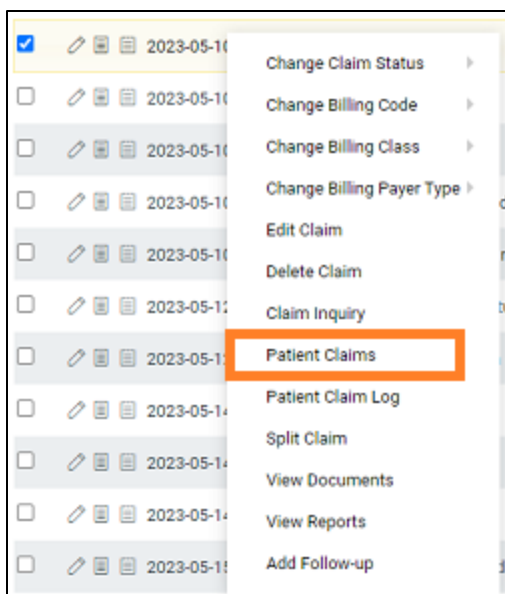 2023-05-10
Change Claim Status
2023-05-10
Change Billing Code
2023-05-10
Change Billing Class
2023-05-10
Change Billing Payer Type
Edit Claim
2023-05-10
Delete Claim
2023-05-12
Claim Inquiry
Patient Claims
Patient Claim Log
2023-05-14
Split Claim
2023-05-14
View Documents
2023-05-14
View Reports
2023-05-15
Add Follow-up